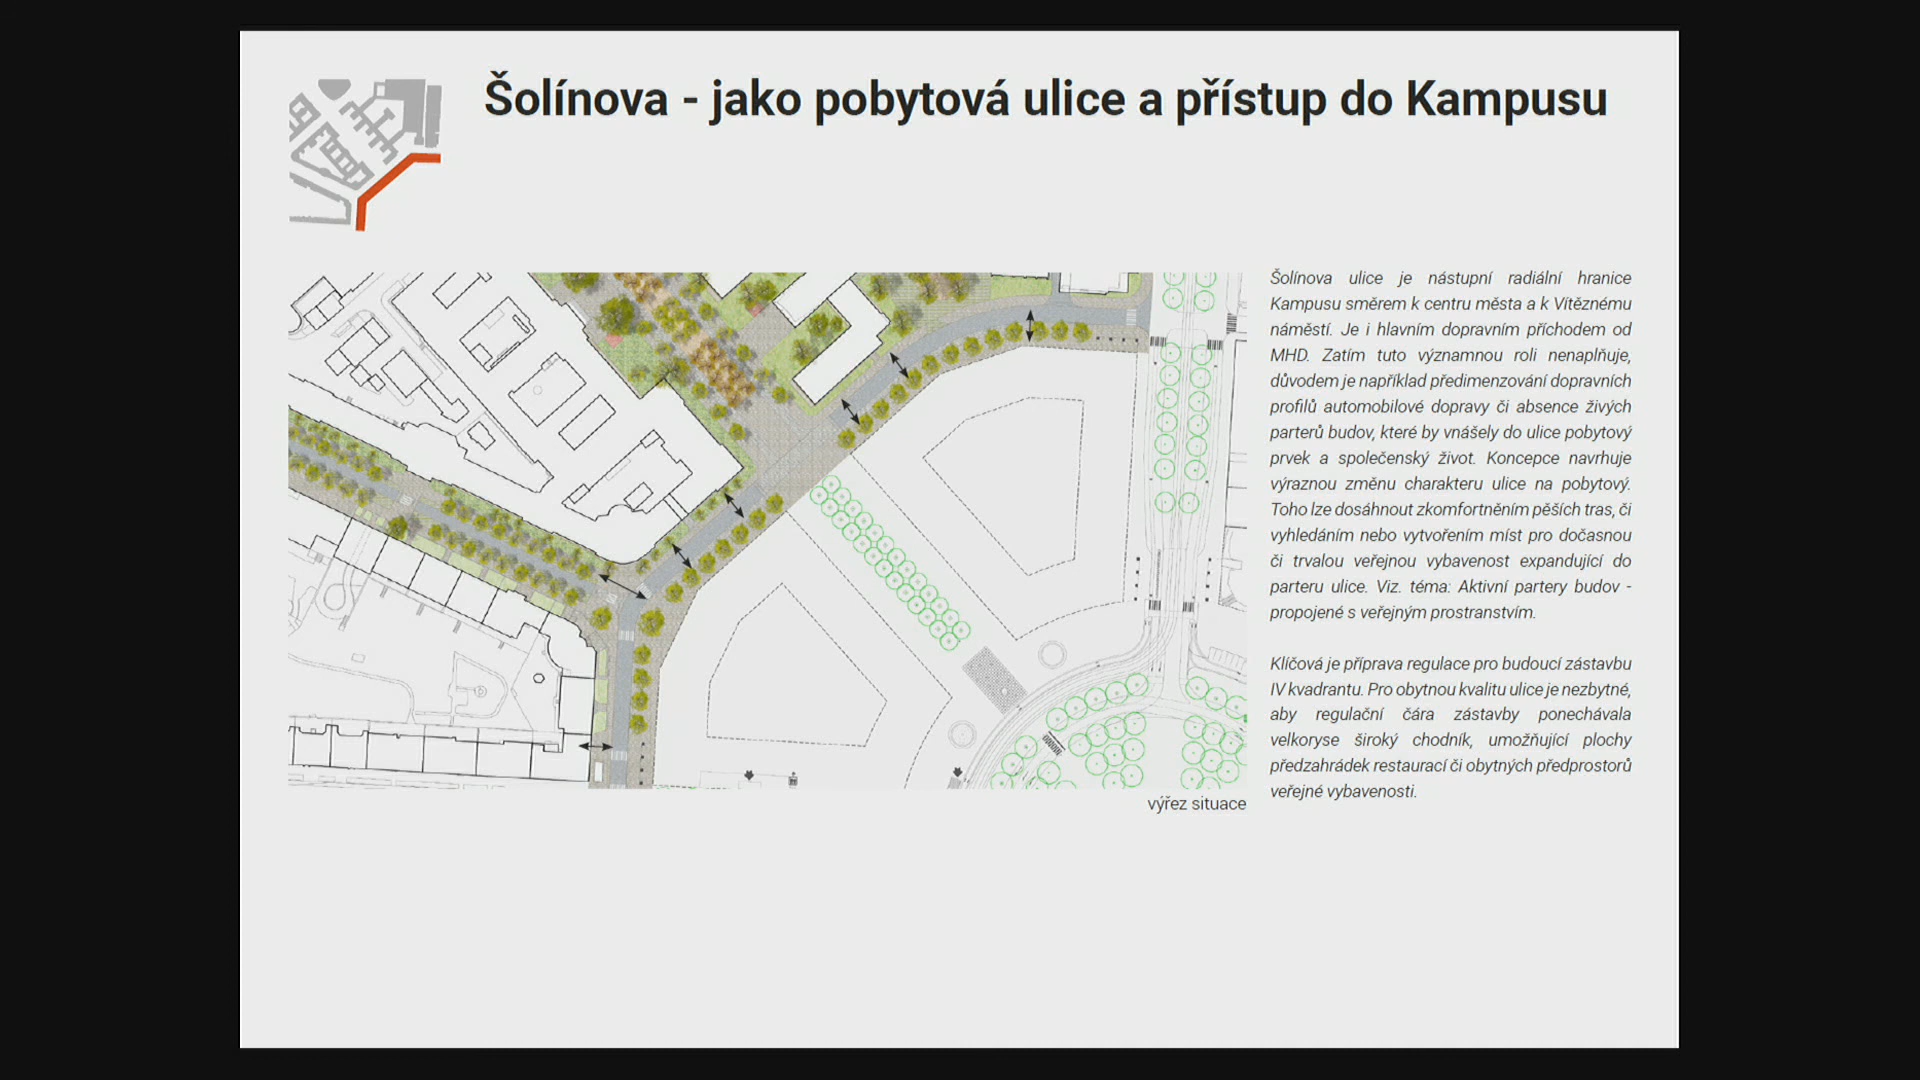 Šolínova - jako pobytová ulice a přístup do Kampusu
Šolínova ulice je nástupní radiální hranice
Kampusu směrem k centru města a k Vítěznému
náměstí. Je i hlavním dopravním příchodem od
MHD. Zatím tuto významnou roli nenaplňuje,
důvodem je například předimenzování dopravních
profilů automobilové dopravy či absence živých
parterů budov, které by vnášely do ulice pobytový
prvek a společenský život. Koncepce navrhuje
výraznou změnu charakteru ulice na pobytový.
Toho lze dosáhnout zkomfortněním pěších tras, či
vyhledáním nebo vytvořením míst pro dočasnou
či trvalou veřejnou vybavenost expandující do
parteru ulice. Viz. téma: Aktivní partery budov -
propojené s veřejným prostranstvím.
Klíčová je příprava regulace pro budoucí zástavbu
IV kvadrantu. Pro obytnou kvalitu ulice je nezbytné,
aby regulační čára zástavby ponechávala
velkoryse široký chodník, umožňující plochy
předzahrádek restaurací či obytných předprostorů
veřejné vybavenosti.
výřez situace